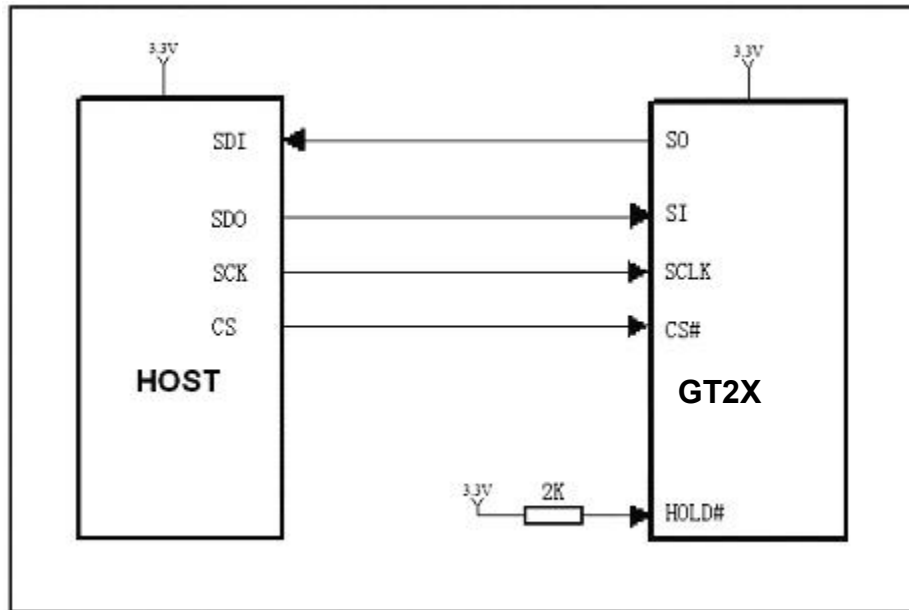 3.3V
3.3V
SDI
SO
SDO
SI
SCK
SCLK
CS
CS#
HOST
GT2X
3.3V
2K
HOLD#